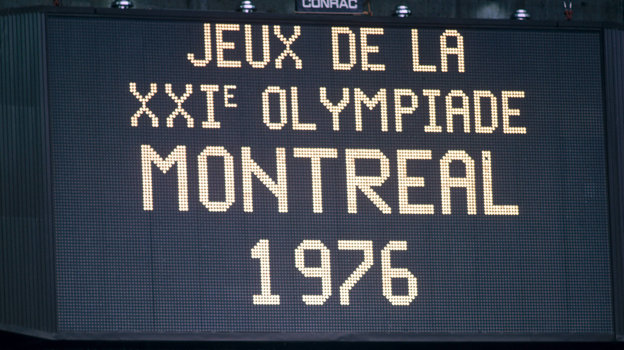 CONRAC
JEUX DE LA
XXIE OLYMPIADE
MONTREAL
1976